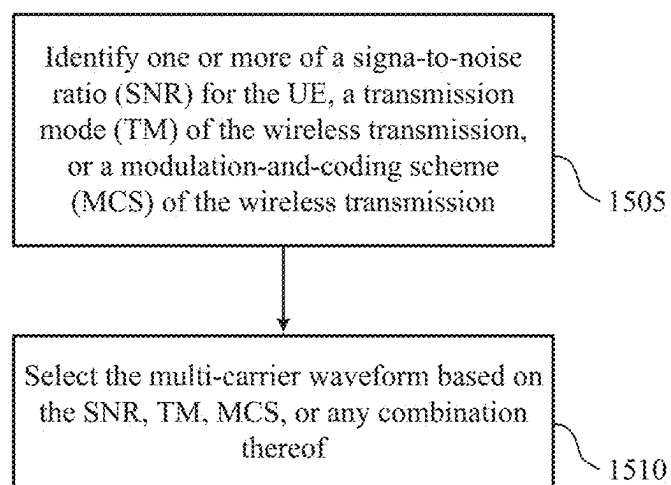 Identify one or more of a signa-to-noise
ratio (SNR) for the UE, a transmission
mode (TM) of the wireless transmission,
or a modulation-and-coding scheme
(MCS) of the wireless transmission
1505
Select the multi-carrier waveform based on
the SNR, TM, MCS, or any combination
thereof
1510